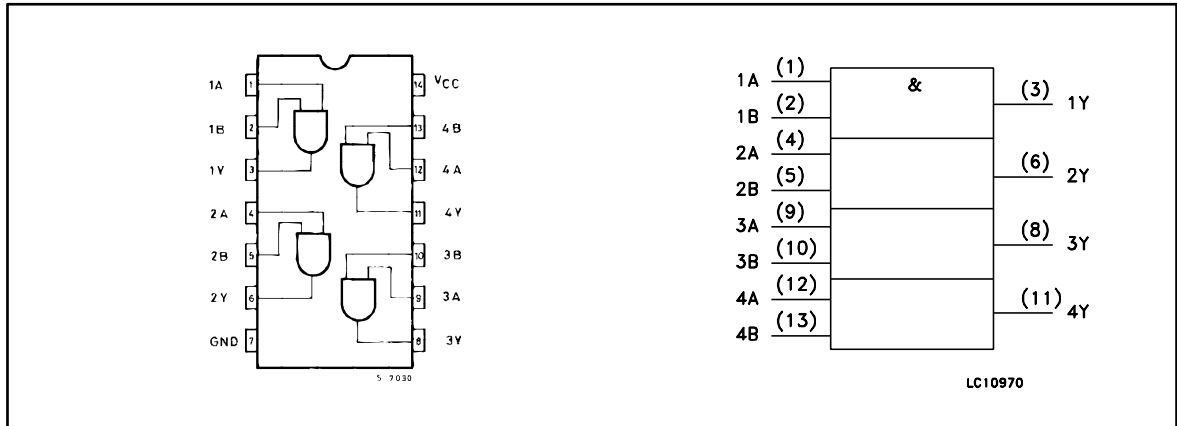 1A 1 14 VCC
1B 2 13 4B
1Y 3 12 4A
2A 4 11 4Y
2B 5 10 3B
2Y 6 9 3A
GND 7 8 3Y
S 7030
&
1A (1)
1B (2)
(3) 1Y
2A (4)
2B (5)
(6) 2Y
3A (9)
3B (10)
(8) 3Y
4A (12)
4B (13)
(11) 4Y
LC10970